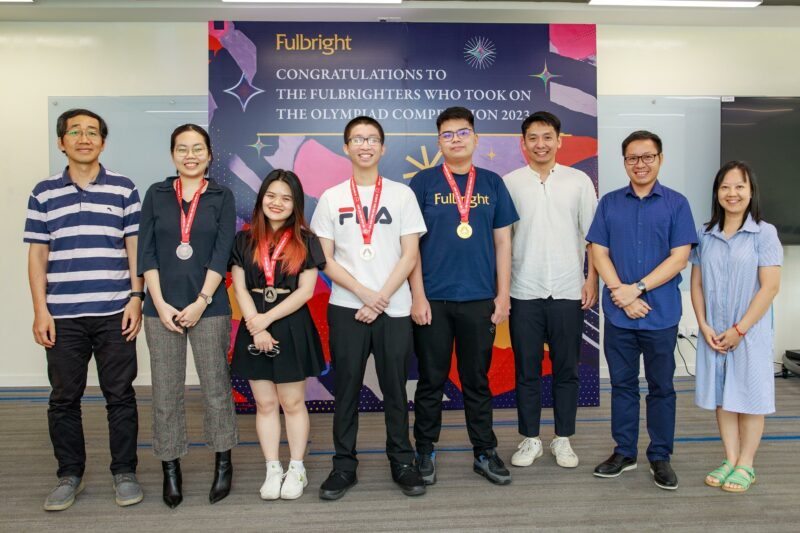 Fulbright
CONGRATULATIONS TO
THE FULBRIGHTERS WHO TOOK ON
THE OLYMPIAD COMPETITION 2023
FILA
Fulbright